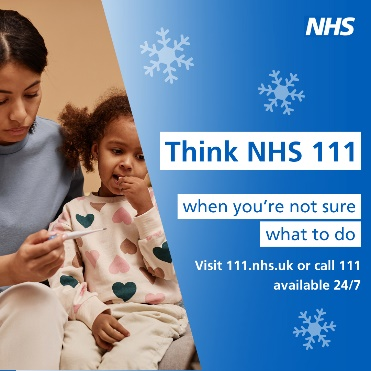 NHS
Think NHS 111
when you're not sure
what to do
Visit 111.nhs.uk or call 111
available 24/7